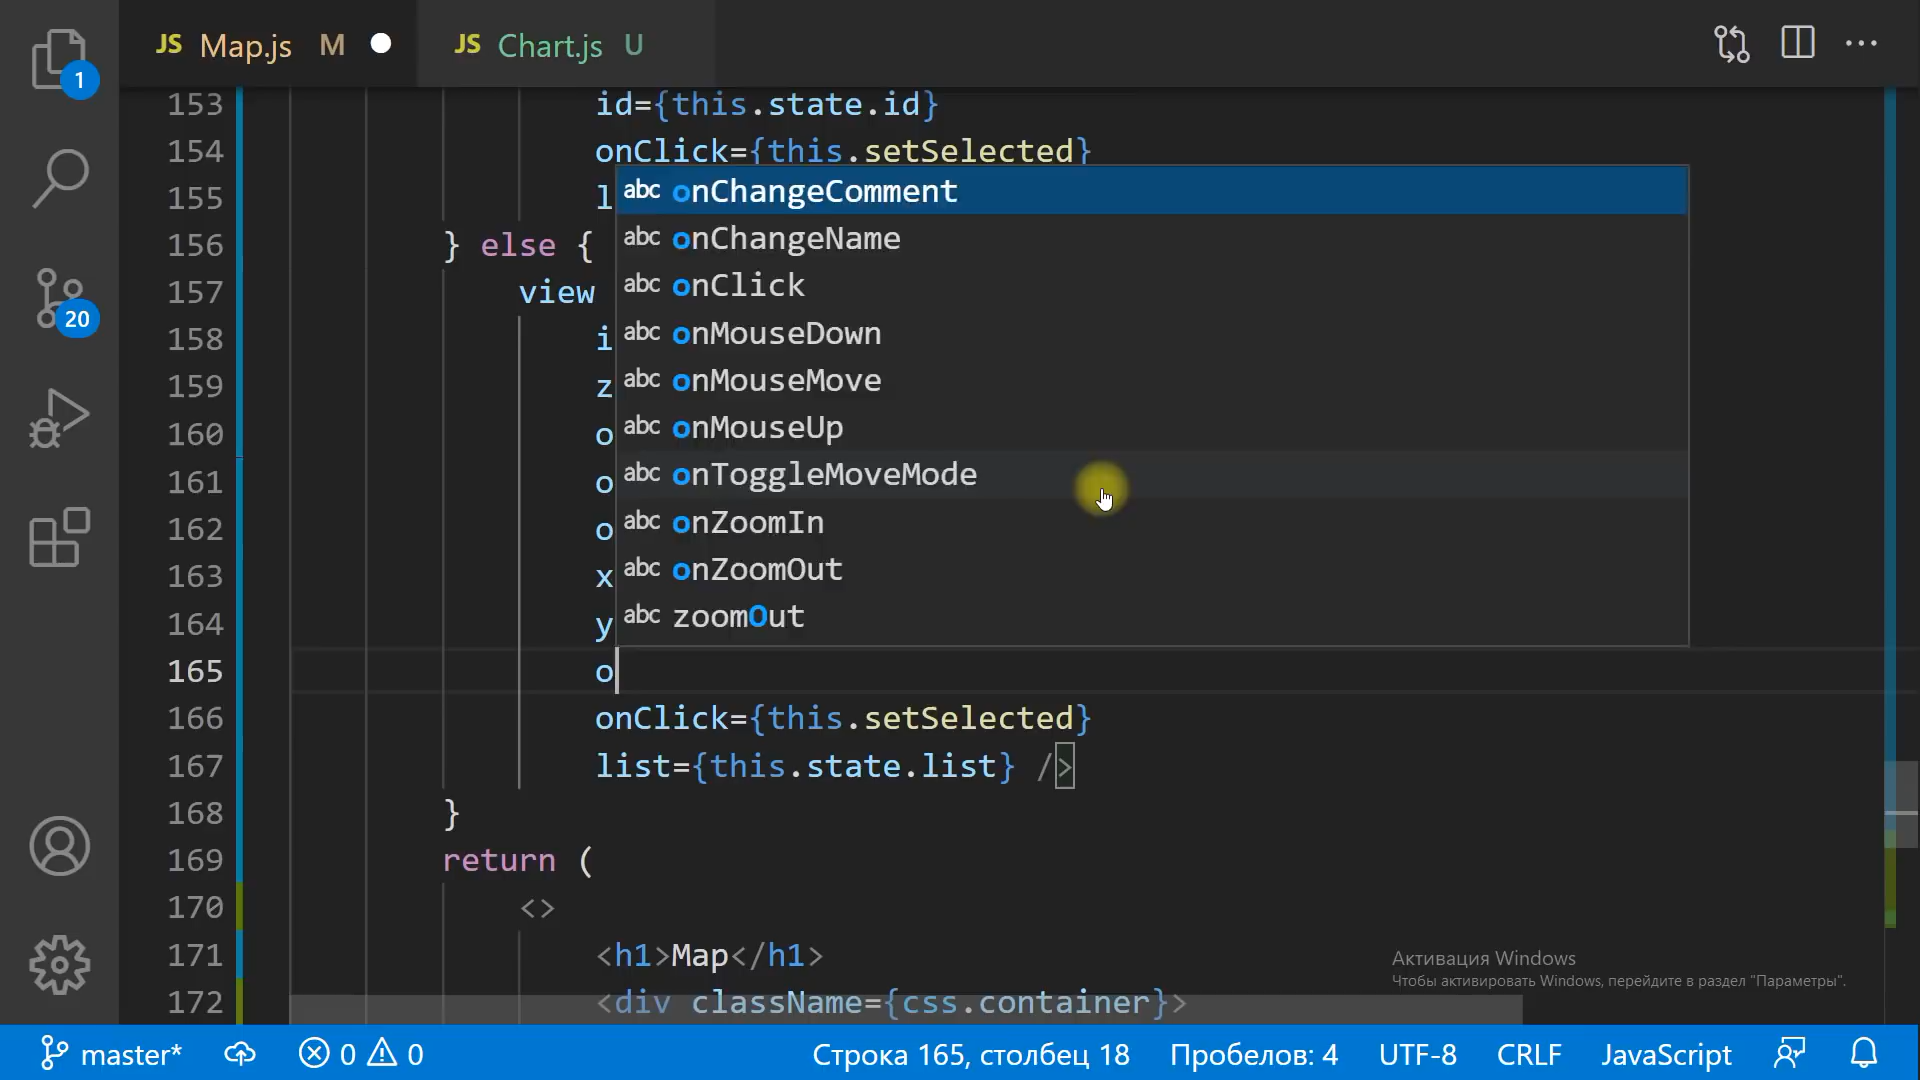 JS Map.js M
JS Chart.js U
1
20
153 id={this.state.id}
154 onClick={this.setSelected}
155 l
156 } else {
157 view
158 i
159 z
160 o
161 o
162 o
163 x
164 y
165 o
166 onClick={this.setSelected}
167 list={this.state.list} />
168 }
169 return (
170 <>
171 <h1>Map</h1>
172 <div className={css.container}>
abc onChangeComment
abc onChangeName
abc onClick
abc onMouseDown
abc onMouseMove
abc onMouseUp
abc onToggleMoveMode
abc onZoomIn
abc onZoomOut
abc zoomOut
Активация Windows
Чтобы активировать Windows, перейдите в раздел "Параметры".
master* 0 0 Строка 165, столбец 18 Пробелов: 4 UTF-8 CRLF JavaScript